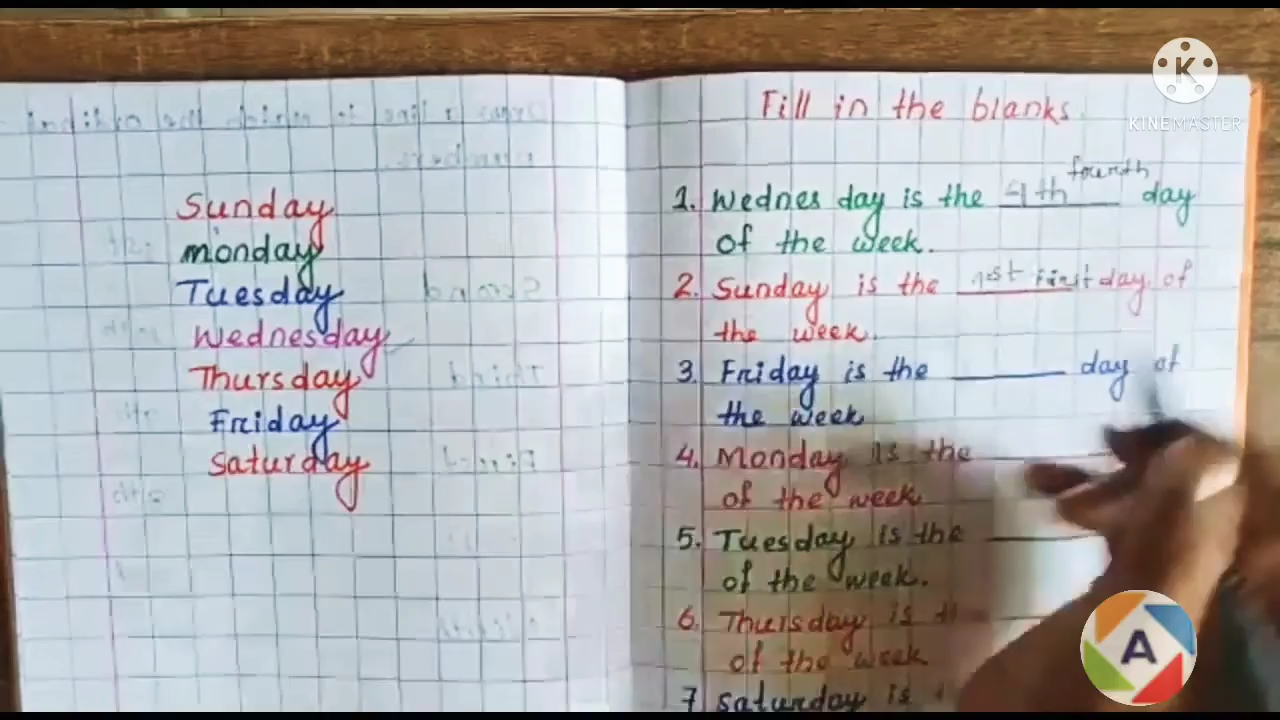 Sunday
monday
Tuesday
Wednesday
Thursday
Friday
Saturday
Fill in the blanks.
1. Wednes day is the 4th fourth day
of the week.
2. Sunday is the 1st first day of
the week.
3. Friday is the ______ day of
the week
4. Monday is the ______
of the week
5. Tuesday is the ______
of the week.
6. Thursday is
of the week
7 Saturday is
KINEMASTER
A